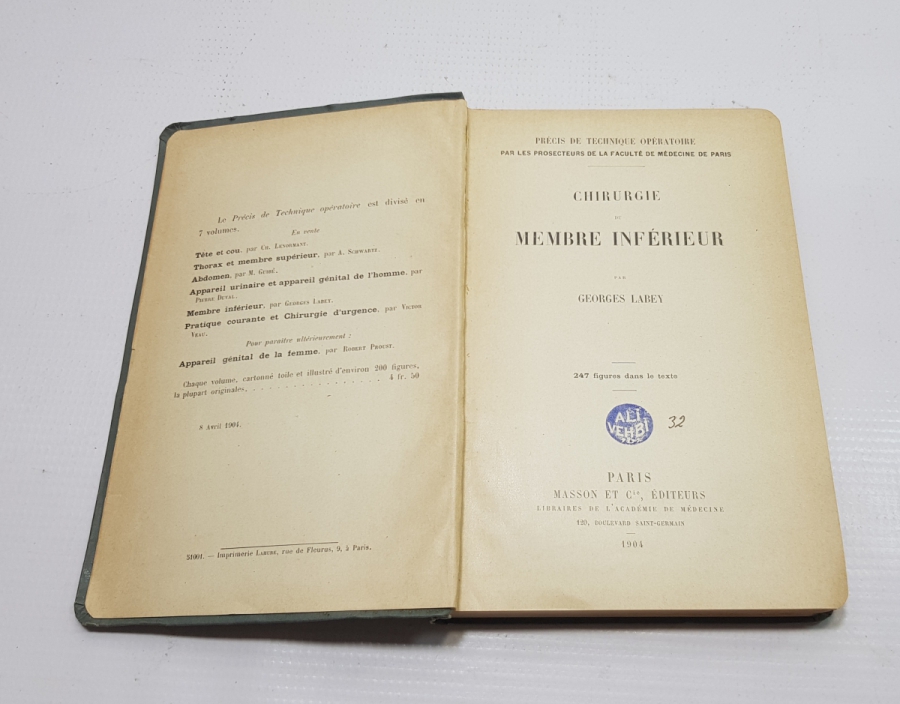 Le Précis de Technique opératoire est divisé en
7 volumes.
En vente
Tête et cou, par Ch. Lenormant.
Thorax et membre supérieur, par A. Schwartz.
Abdomen, par M. Guibé.
Appareil urinaire et appareil génital de l'homme, par
Pierre Duval.
Membre inférieur, par Georges Labey.
Pratique courante et Chirurgie d'urgence, par Victor
Veau.
Pour paraître ultérieurement :
Appareil génital de la femme, par Robert Proust.
Chaque volume, cartonné toile et illustré d'environ 200 figures,
la plupart originales. . . . . . . . . . . . . . . . . 4 fr. 50
8 Avril 1904.
51001. — Imprimerie Lahure, rue de Fleurus, 9, à Paris.
PRÉCIS DE TECHNIQUE OPÉRATOIRE
PAR LES PROSECTEURS DE LA FACULTÉ DE MÉDECINE DE PARIS
CHIRURGIE
DU
MEMBRE INFÉRIEUR
PAR
GEORGES LABEY
247 figures dans le texte
ALİ
VEHBİ
32
PARIS
MASSON ET Cie, ÉDITEURS
LIBRAIRES DE L'ACADÉMIE DE MÉDECINE
120, BOULEVARD SAINT-GERMAIN
1904